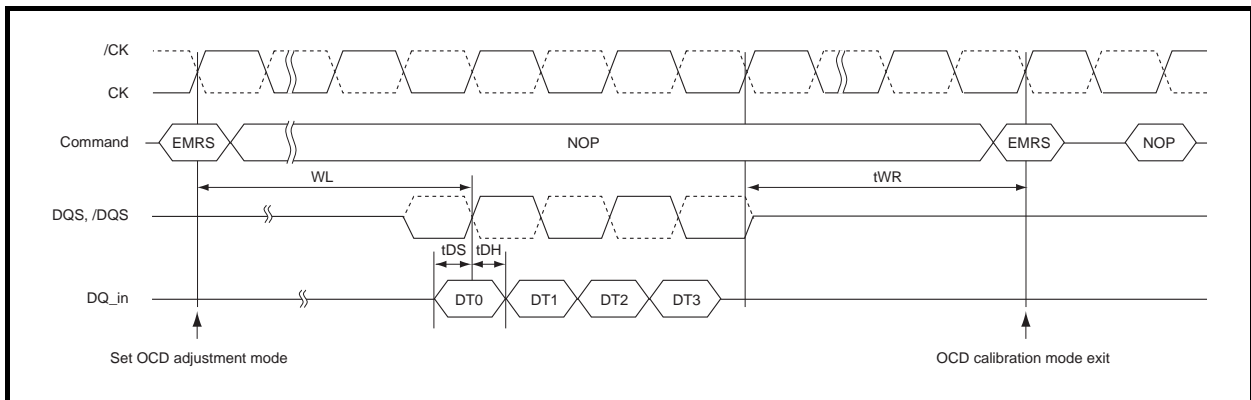 /CK
CK
Command
EMRS
NOP
EMRS
NOP
WL
tWR
DQS, /DQS
tDS
tDH
DQ_in
DT0
DT1
DT2
DT3
Set OCD adjustment mode
OCD calibration mode exit